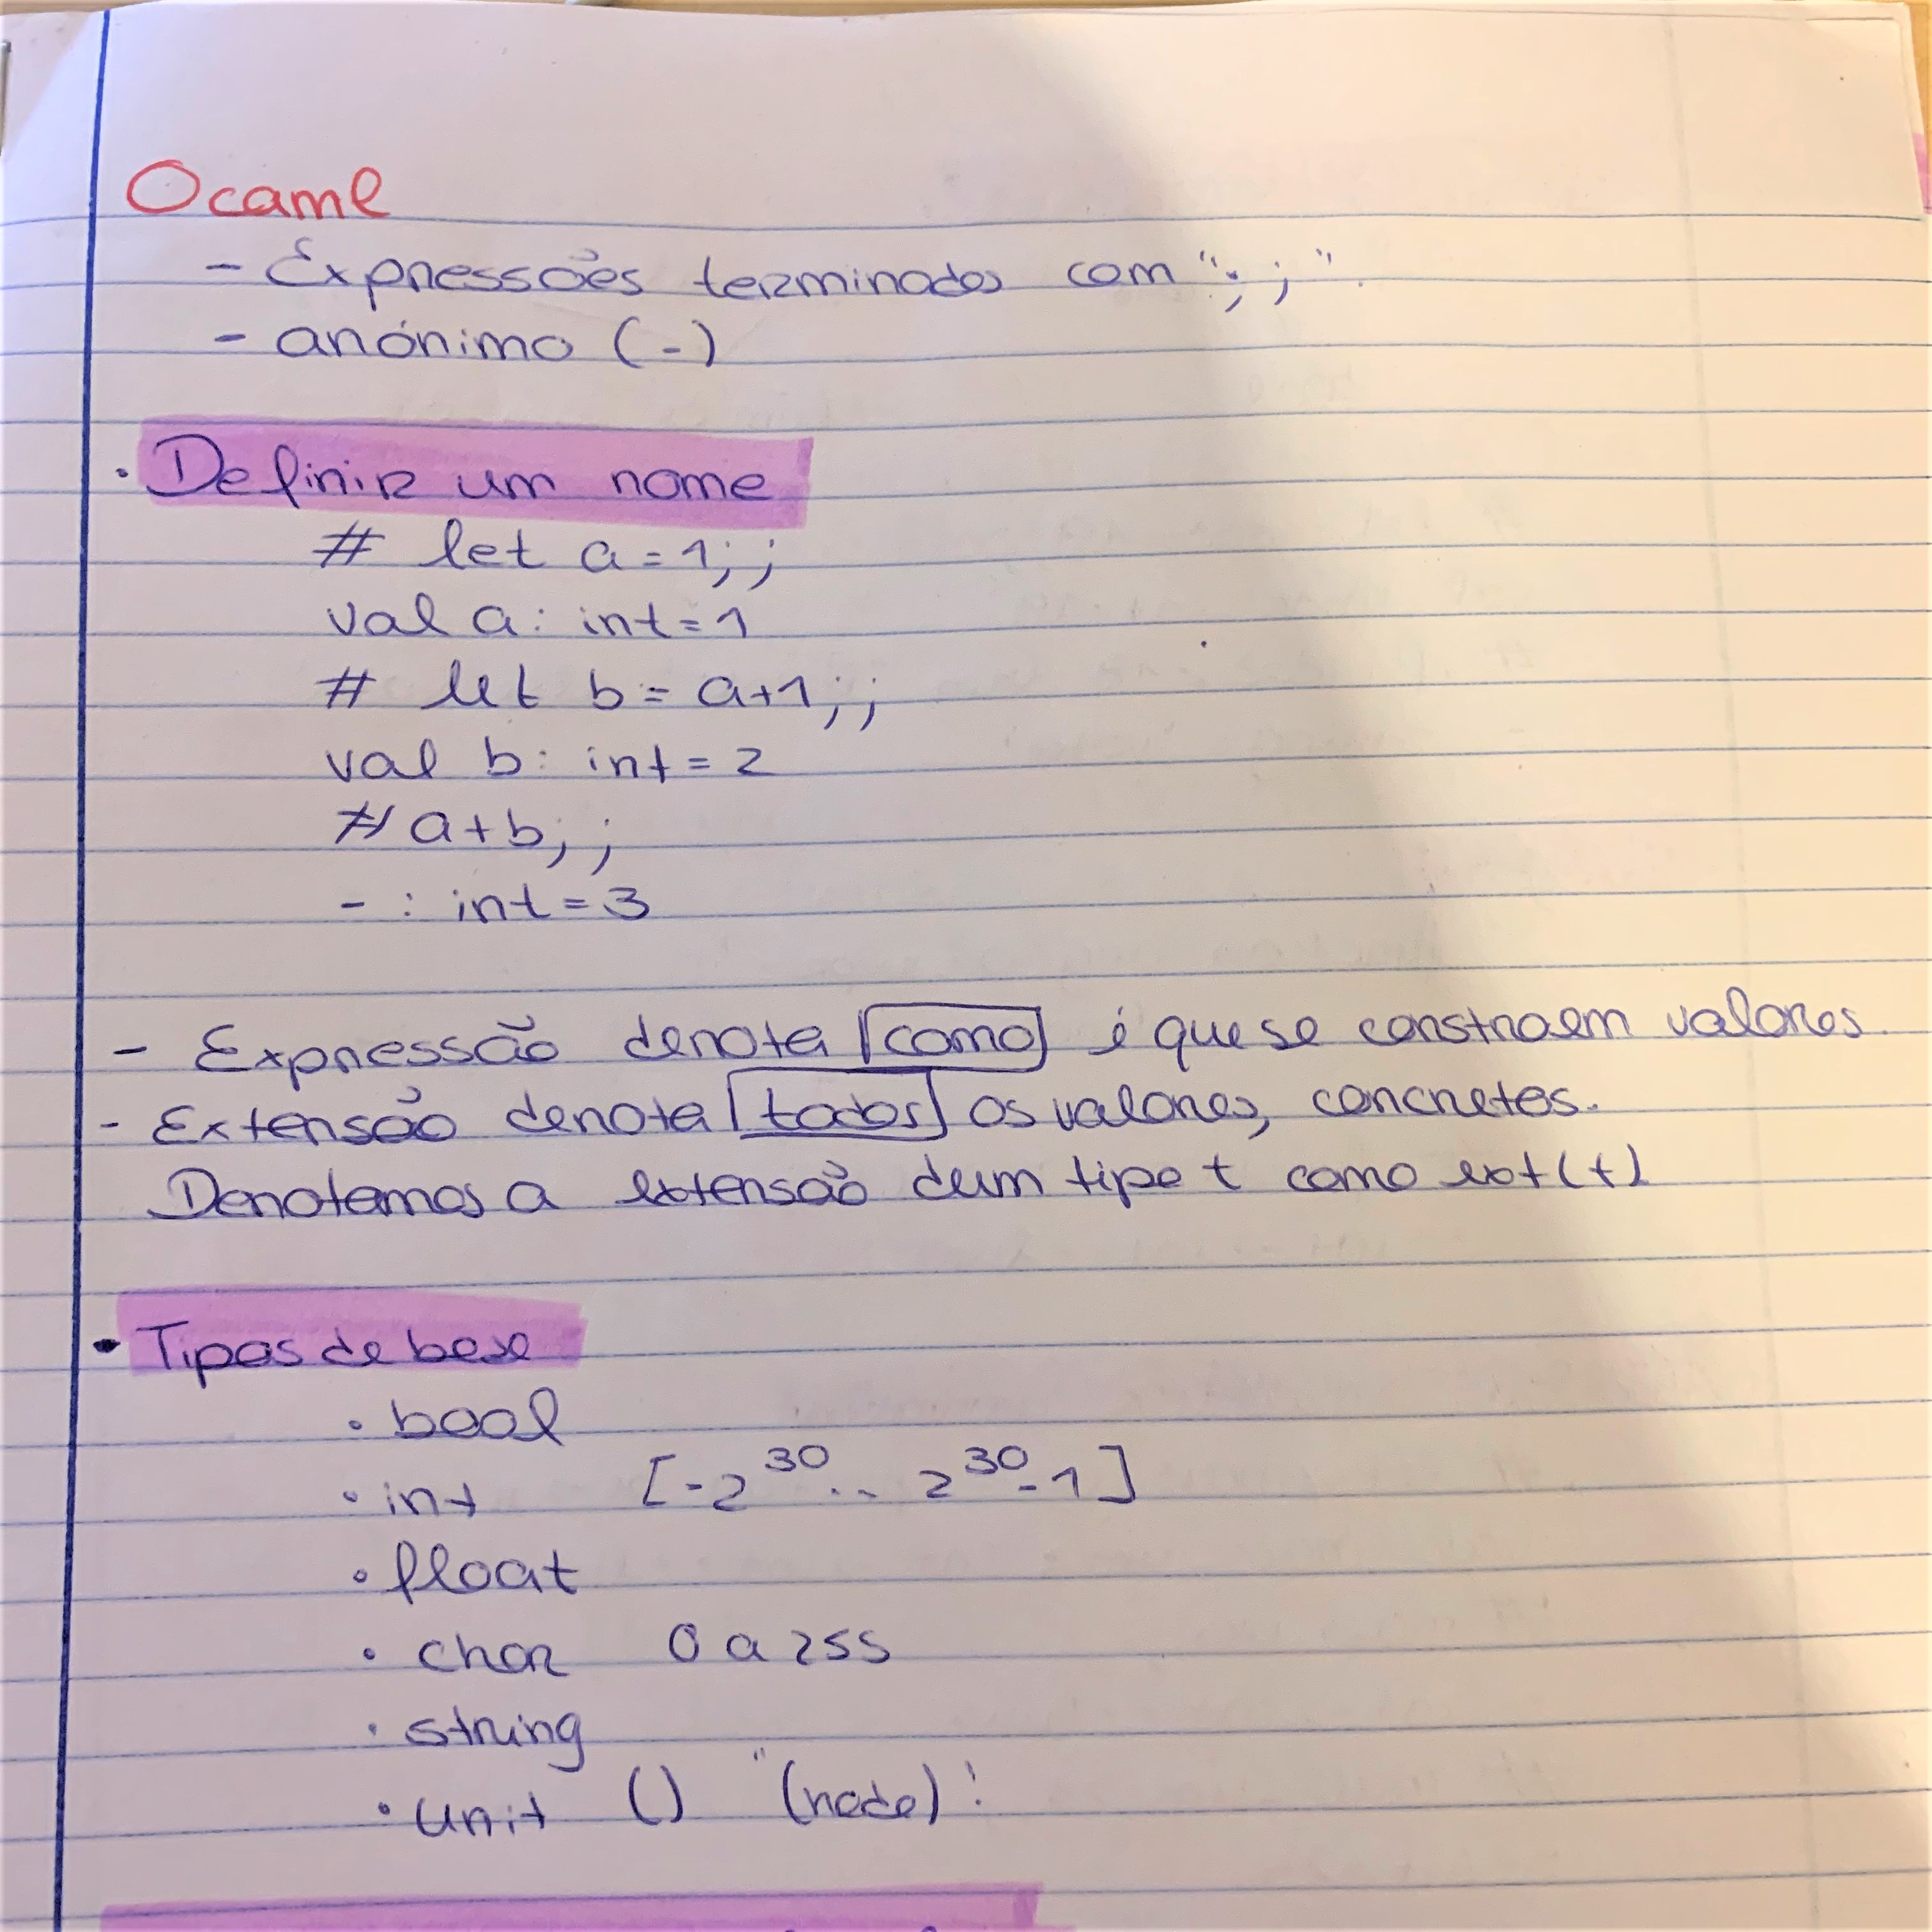 Ocaml
- Expressões terminadas com ";;"
- anónimo (-)
• Definir um nome
# let a = 1;;
val a: int = 1
# let b = a+1;;
val b: int = 2
# a+b;;
- : int = 3
- Expressão denota como é que se constroem valores.
- Extensão denota todos os valores, concretos.
Denotemos a extensão dum tipo t como ext(t)
• Tipos de base
• bool
• int [-2^30 .. 2^30-1]
• float
• char 0 a 255
• string
• unit () "(nada)"